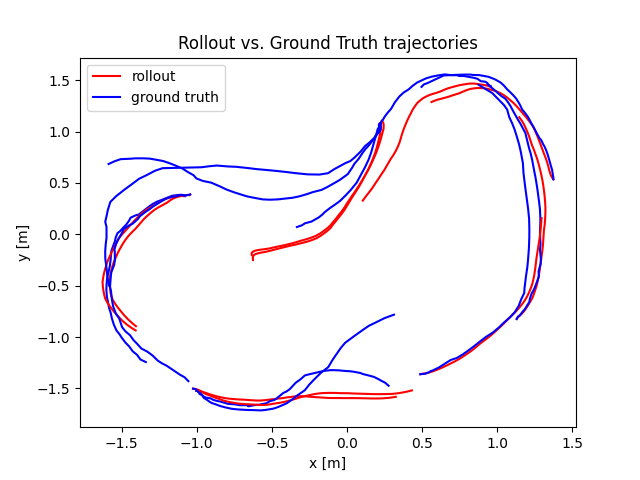 Rollout vs. Ground Truth trajectories
rollout
ground truth
1.5
1.0
0.5
0.0
−0.5
−1.0
−1.5
y [m]
−1.5 −1.0 −0.5 0.0 0.5 1.0 1.5
x [m]